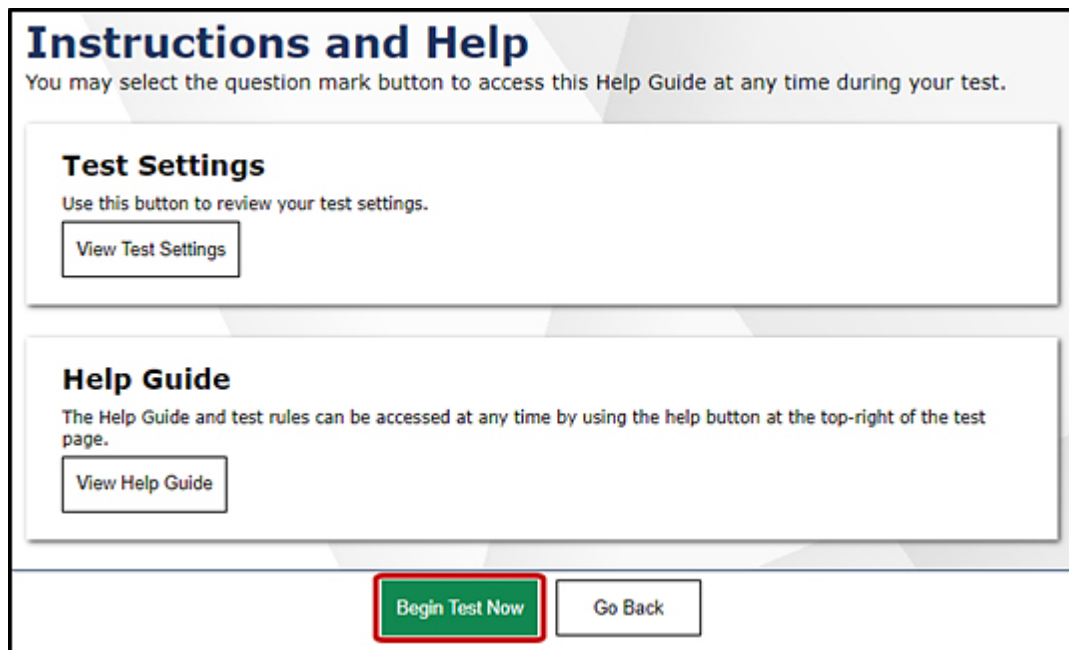 Instructions and Help
You may select the question mark button to access this Help Guide at any time during your test.
Test Settings
Use this button to review your test settings.
View Test Settings
Help Guide
The Help Guide and test rules can be accessed at any time by using the help button at the top-right of the test
page.
View Help Guide
Begin Test Now
Go Back